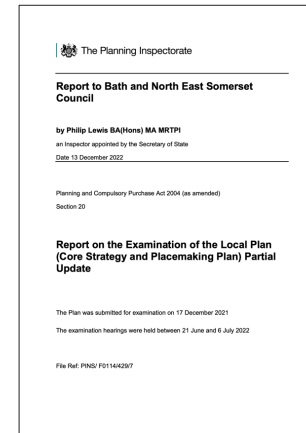 The Planning Inspectorate
Report to Bath and North East Somerset
Council
by Philip Lewis BA(Hons) MA MRTPI
an Inspector appointed by the Secretary of State
Date 13 December 2022
Planning and Compulsory Purchase Act 2004 (as amended)
Section 20
Report on the Examination of the Local Plan
(Core Strategy and Placemaking Plan) Partial
Update
The Plan was submitted for examination on 17 December 2021
The examination hearings were held between 21 June and 6 July 2022
File Ref: PINS/ F0114/429/7